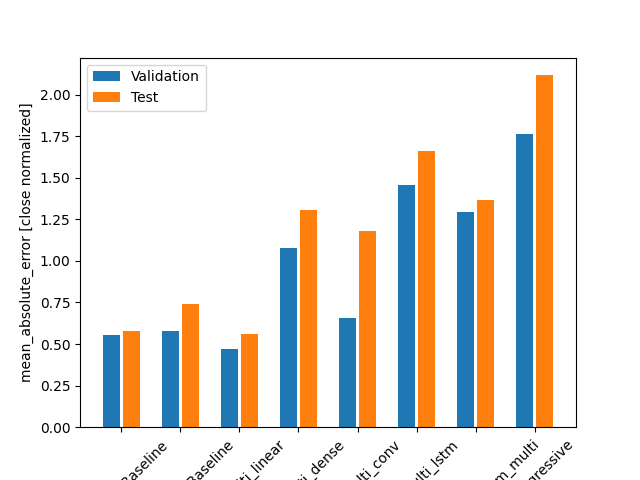 Validation
Test
mean_absolute_error [close normalized]
2.00
1.75
1.50
1.25
1.00
0.75
0.50
0.25
0.00
Baseline
Baseline
lti_linear
ti_dense
ulti_conv
ulti_lstm
m_multi
gressive